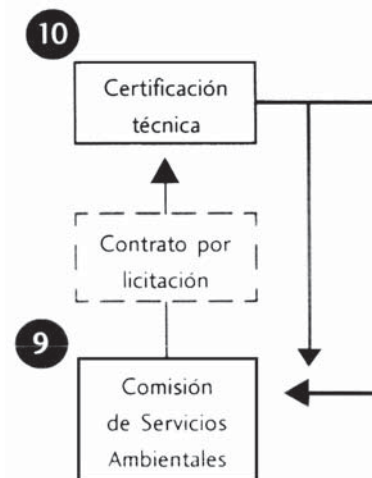 10
Certificación
técnica
Contrato por
licitación
9
Comisión
de Servicios
Ambientales